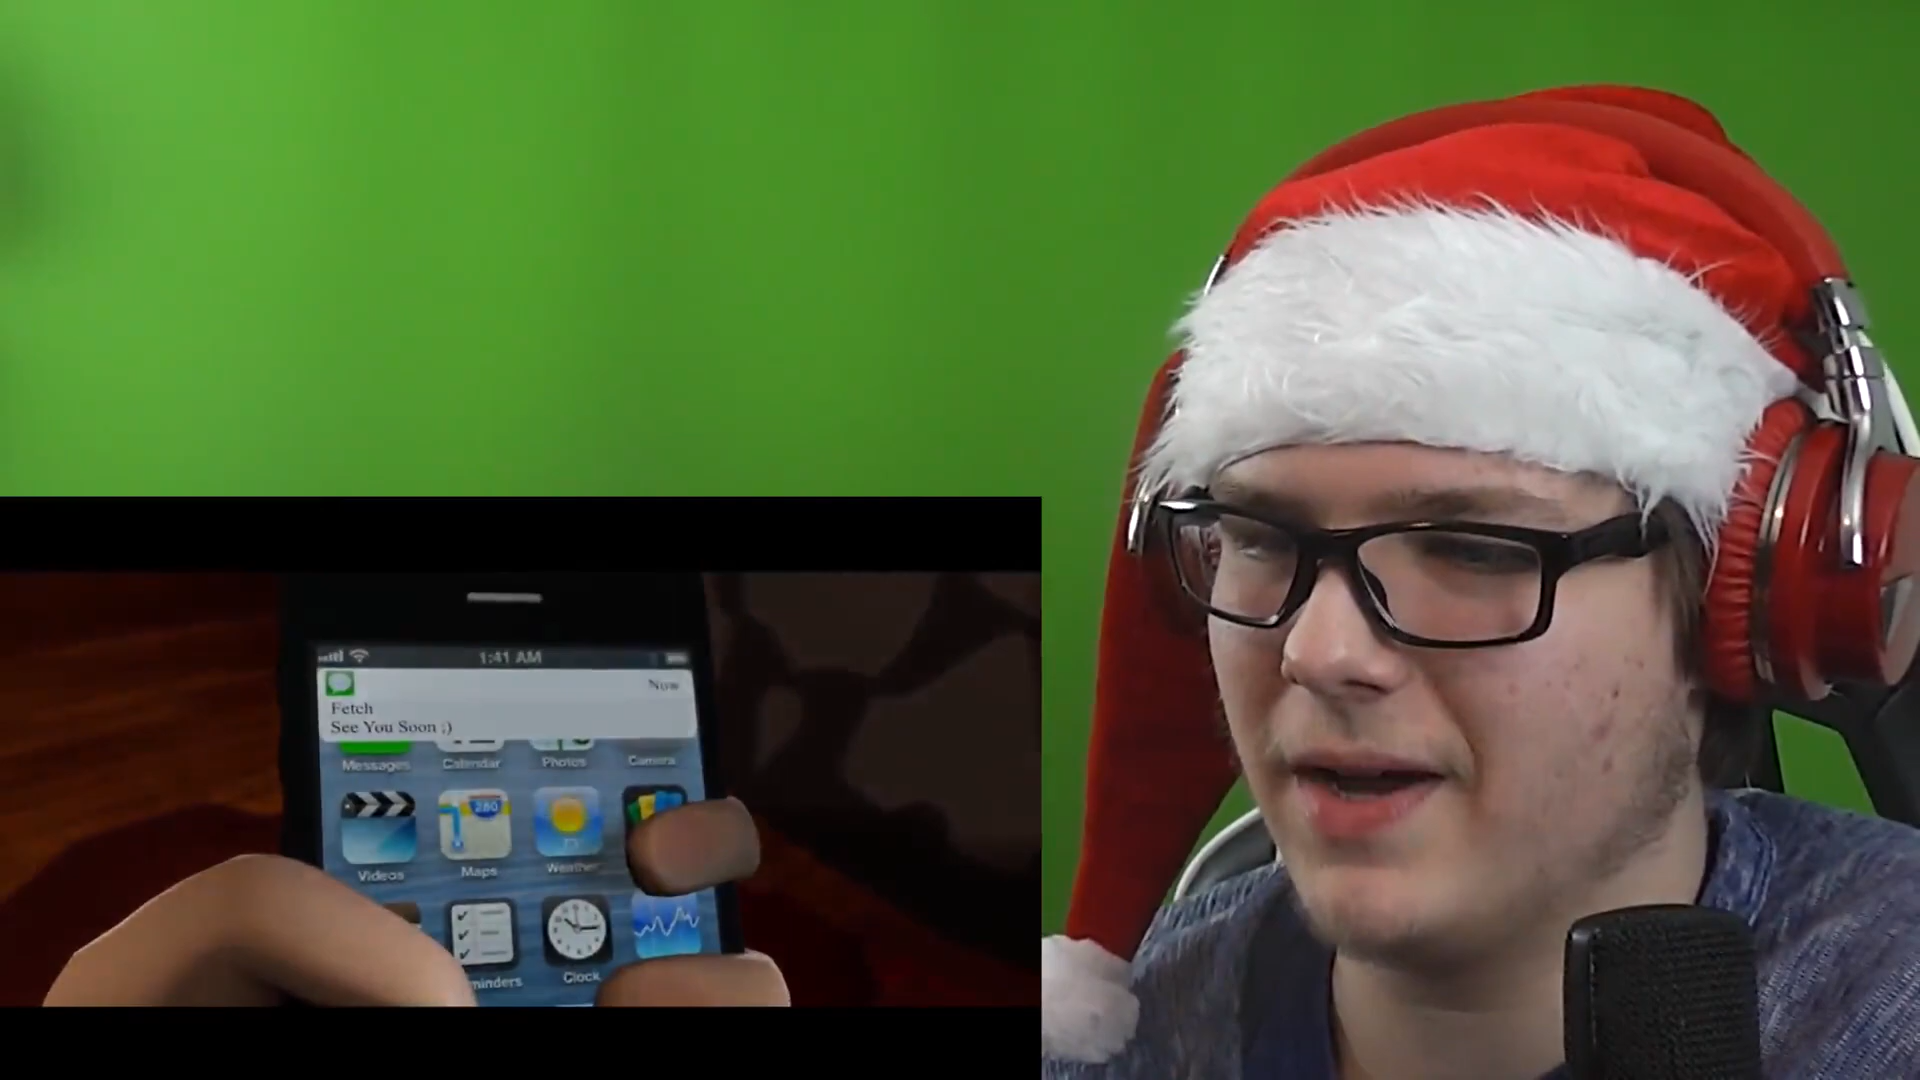 1:41 AM
Now
Fetch
See You Soon ;)
Messages Calendar Photos Camera
280
Videos Maps Weather
minders Clock